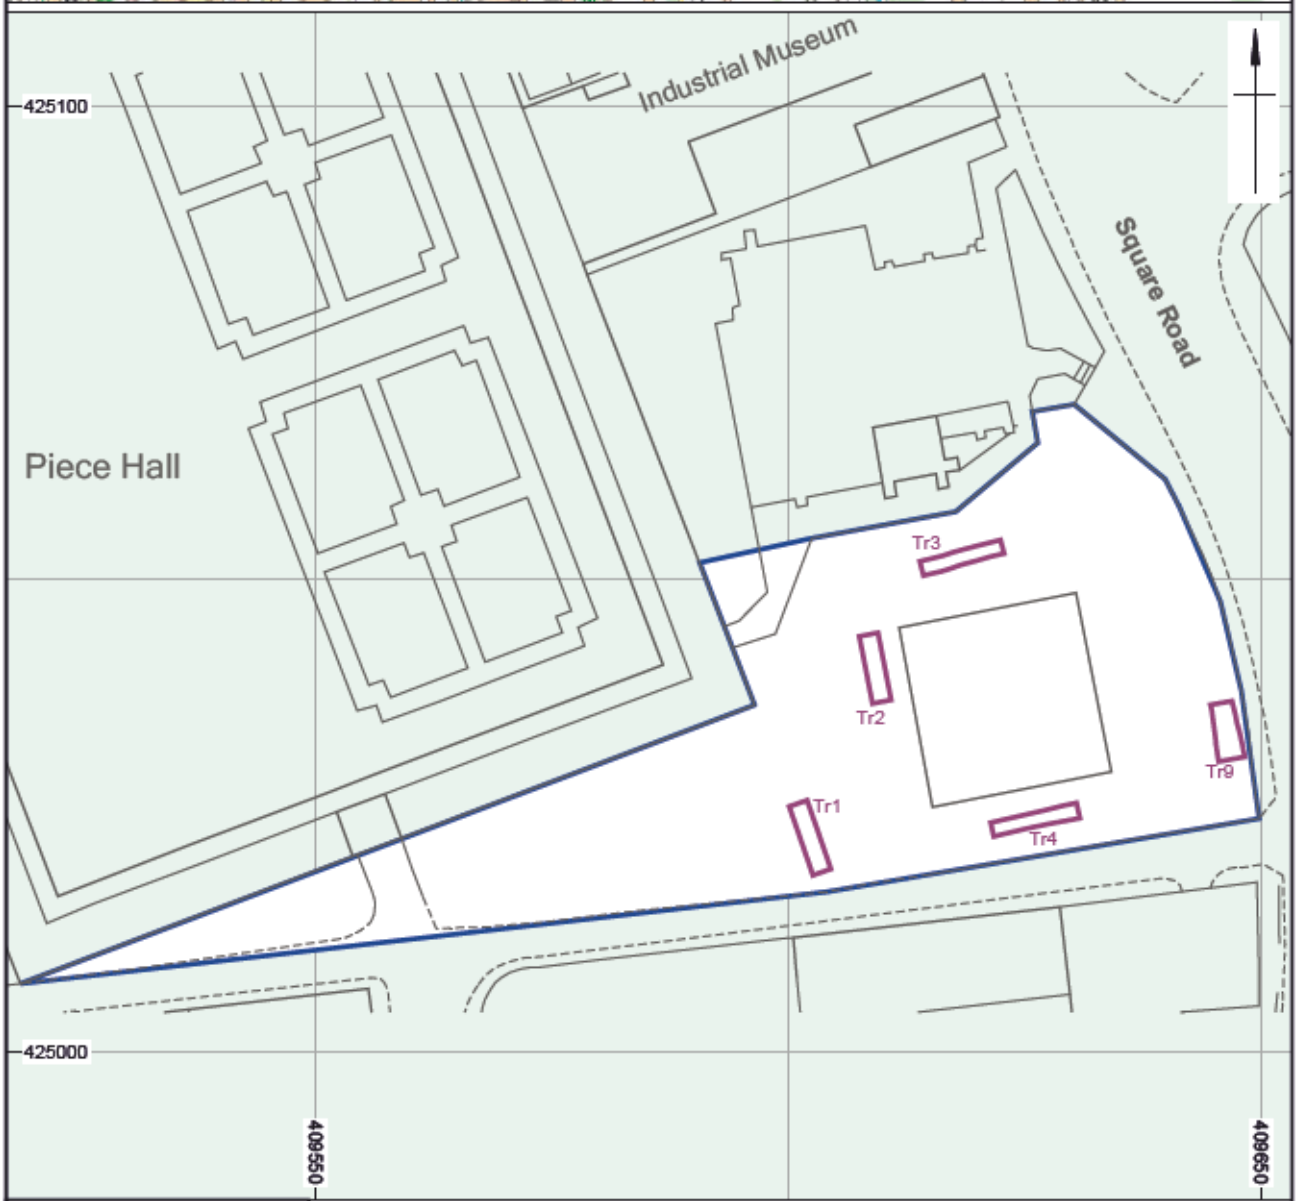 Industrial Museum
425100
Square Road
Piece Hall
Tr3
Tr2
Tr9
Tr1
Tr4
425000
409550
409650